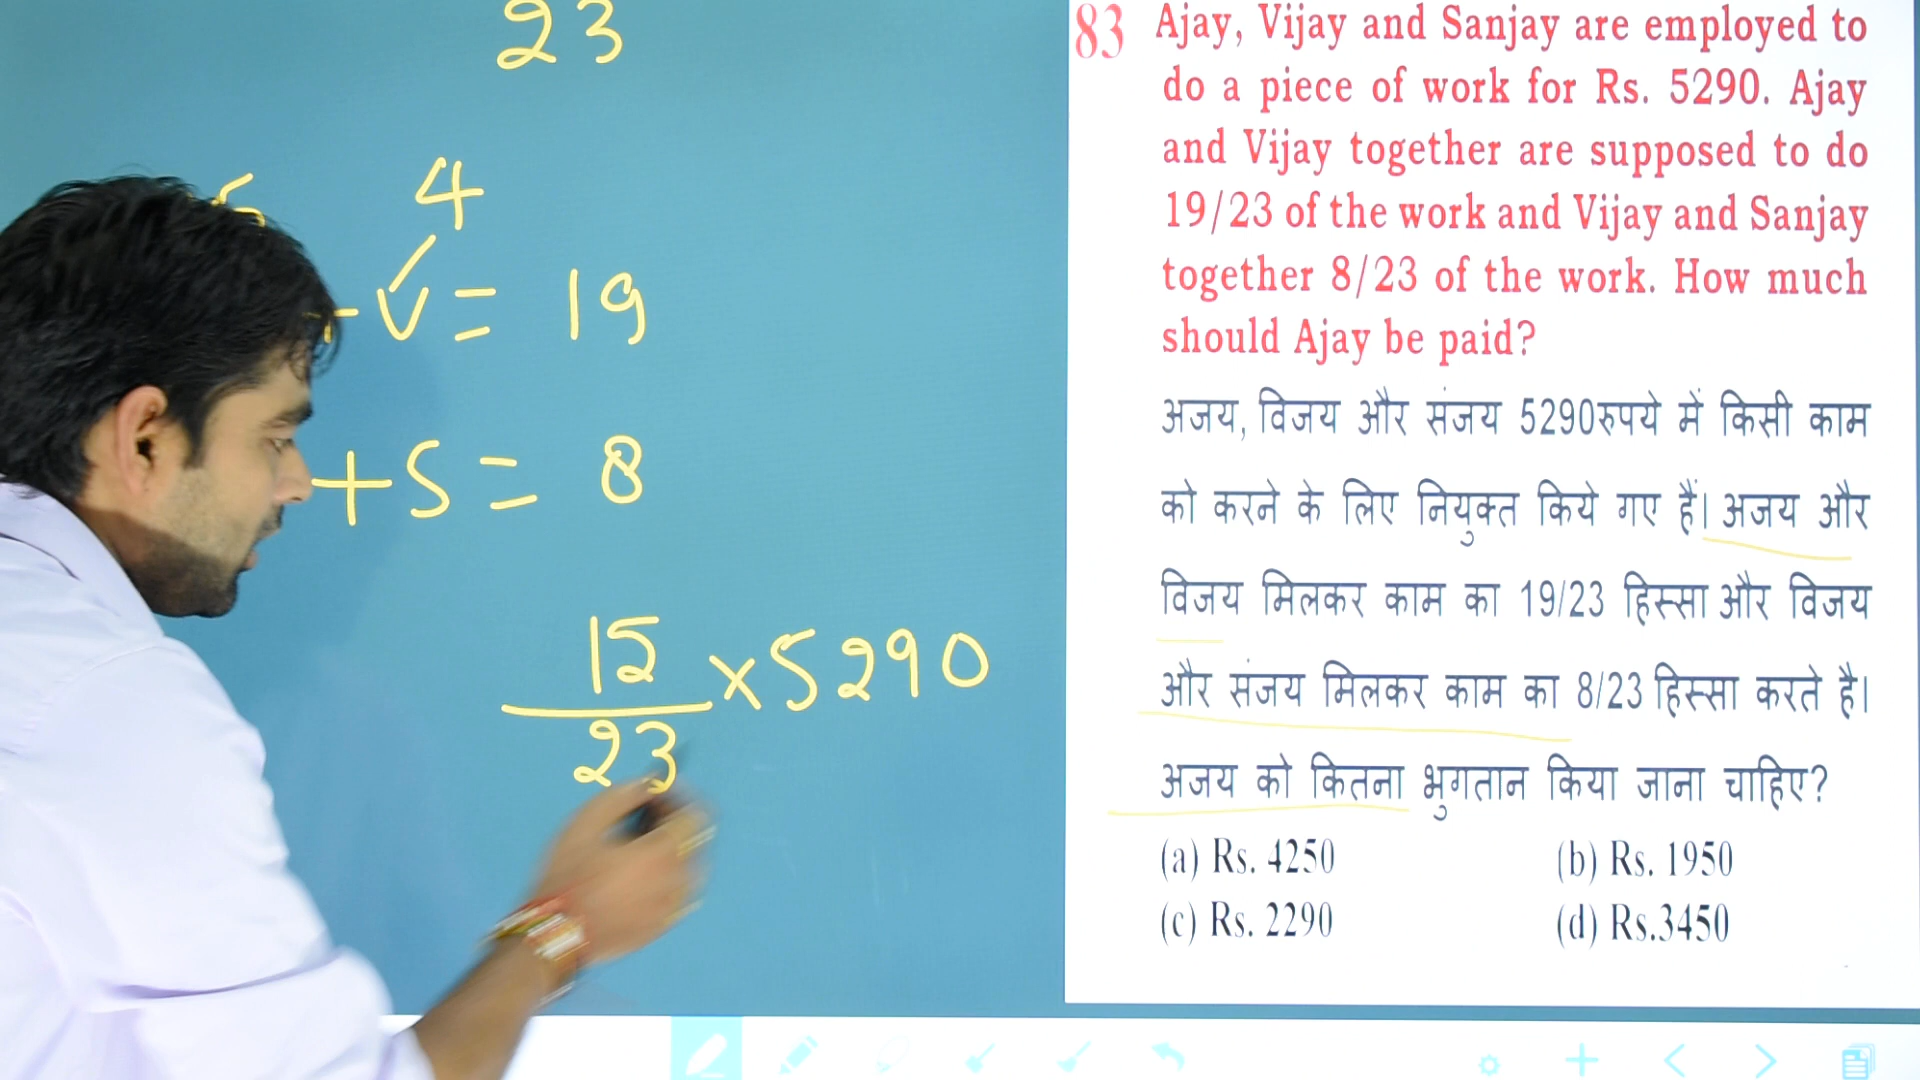 23
4
V = 19
+ S = 8
15
× 5290
23
83 Ajay, Vijay and Sanjay are employed to
do a piece of work for Rs. 5290. Ajay
and Vijay together are supposed to do
19/23 of the work and Vijay and Sanjay
together 8/23 of the work. How much
should Ajay be paid?
अजय, विजय और संजय 5290रुपये में किसी काम
को करने के लिए नियुक्त किये गए हैं। अजय और
विजय मिलकर काम का 19/23 हिस्सा और विजय
और संजय मिलकर काम का 8/23 हिस्सा करते है।
अजय को कितना भुगतान किया जाना चाहिए?
(a) Rs. 4250 (b) Rs. 1950
(c) Rs. 2290 (d) Rs.3450